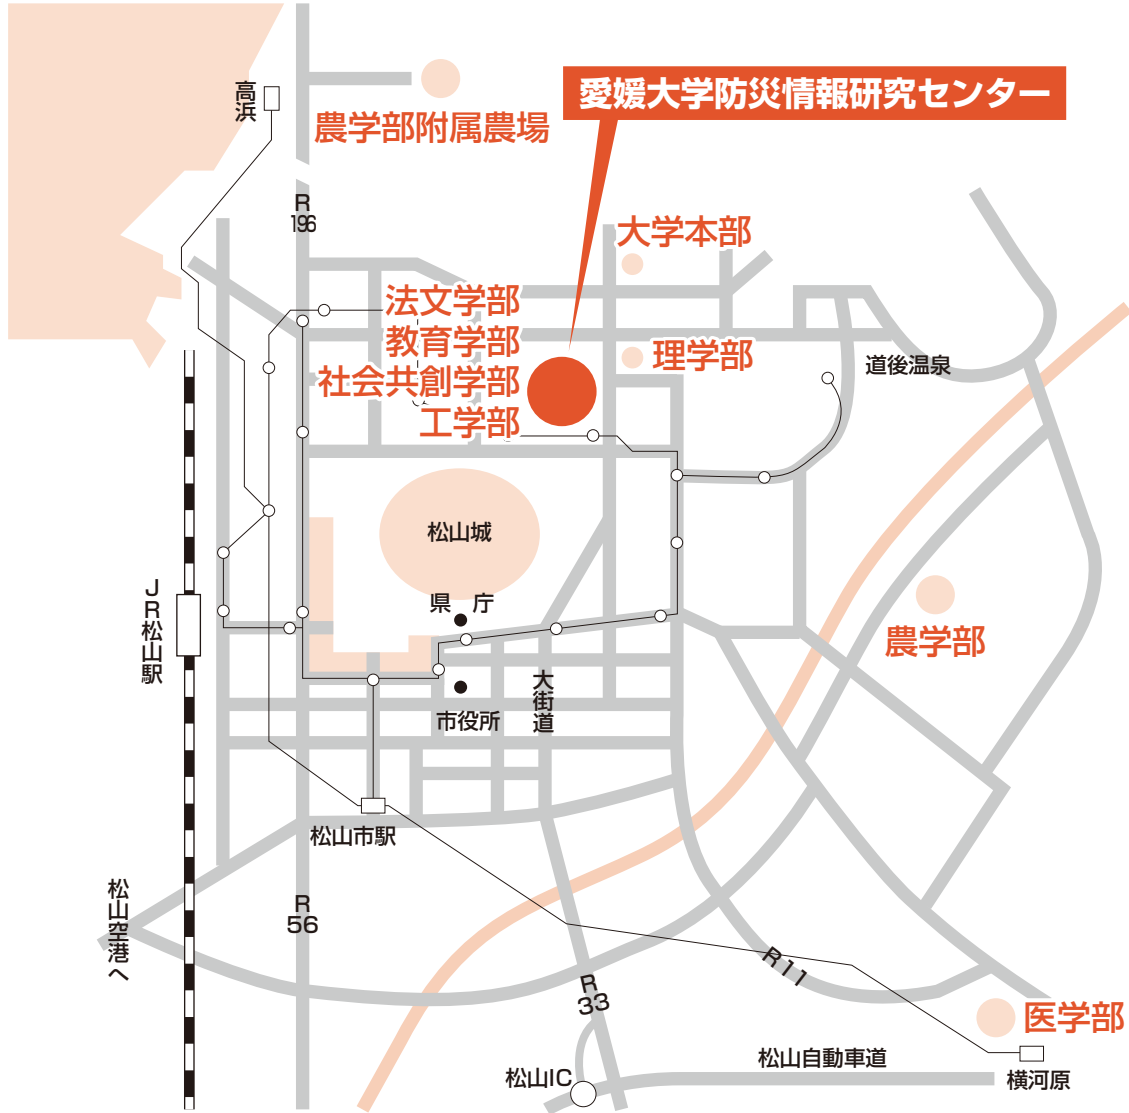 愛媛大学防災情報研究センター
高浜
農学部附属農場
R
196
大学本部
法文学部
教育学部
社会共創学部
工学部
理学部
道後温泉
松山城
県庁
JR松山駅
農学部
大街道
市役所
松山市駅
松山空港へ
R
56
R11
R
33
医学部
松山自動車道
松山IC
横河原